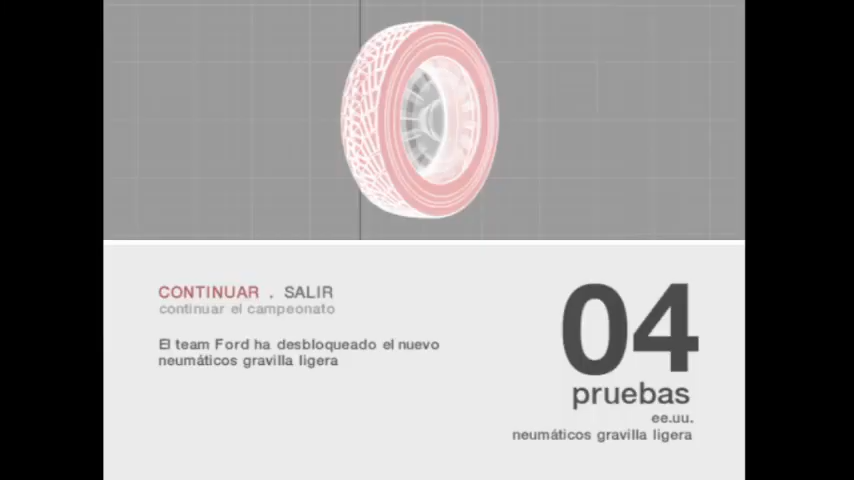 CONTINUAR . SALIR
continuar el campeonato
El team Ford ha desbloqueado el nuevo
neumáticos gravilla ligera
04
pruebas
ee.uu.
neumáticos gravilla ligera